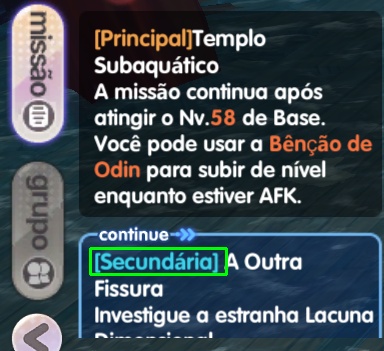 missão
[Principal]Templo
Subaquático
A missão continua após
atingir o Nv.58 de Base.
Você pode usar a Bênção de
Odin para subir de nível
enquanto estiver AFK.
grupo
continue
[Secundária] A Outra
Fissura
Investigue a estranha Lacuna
Dimensional